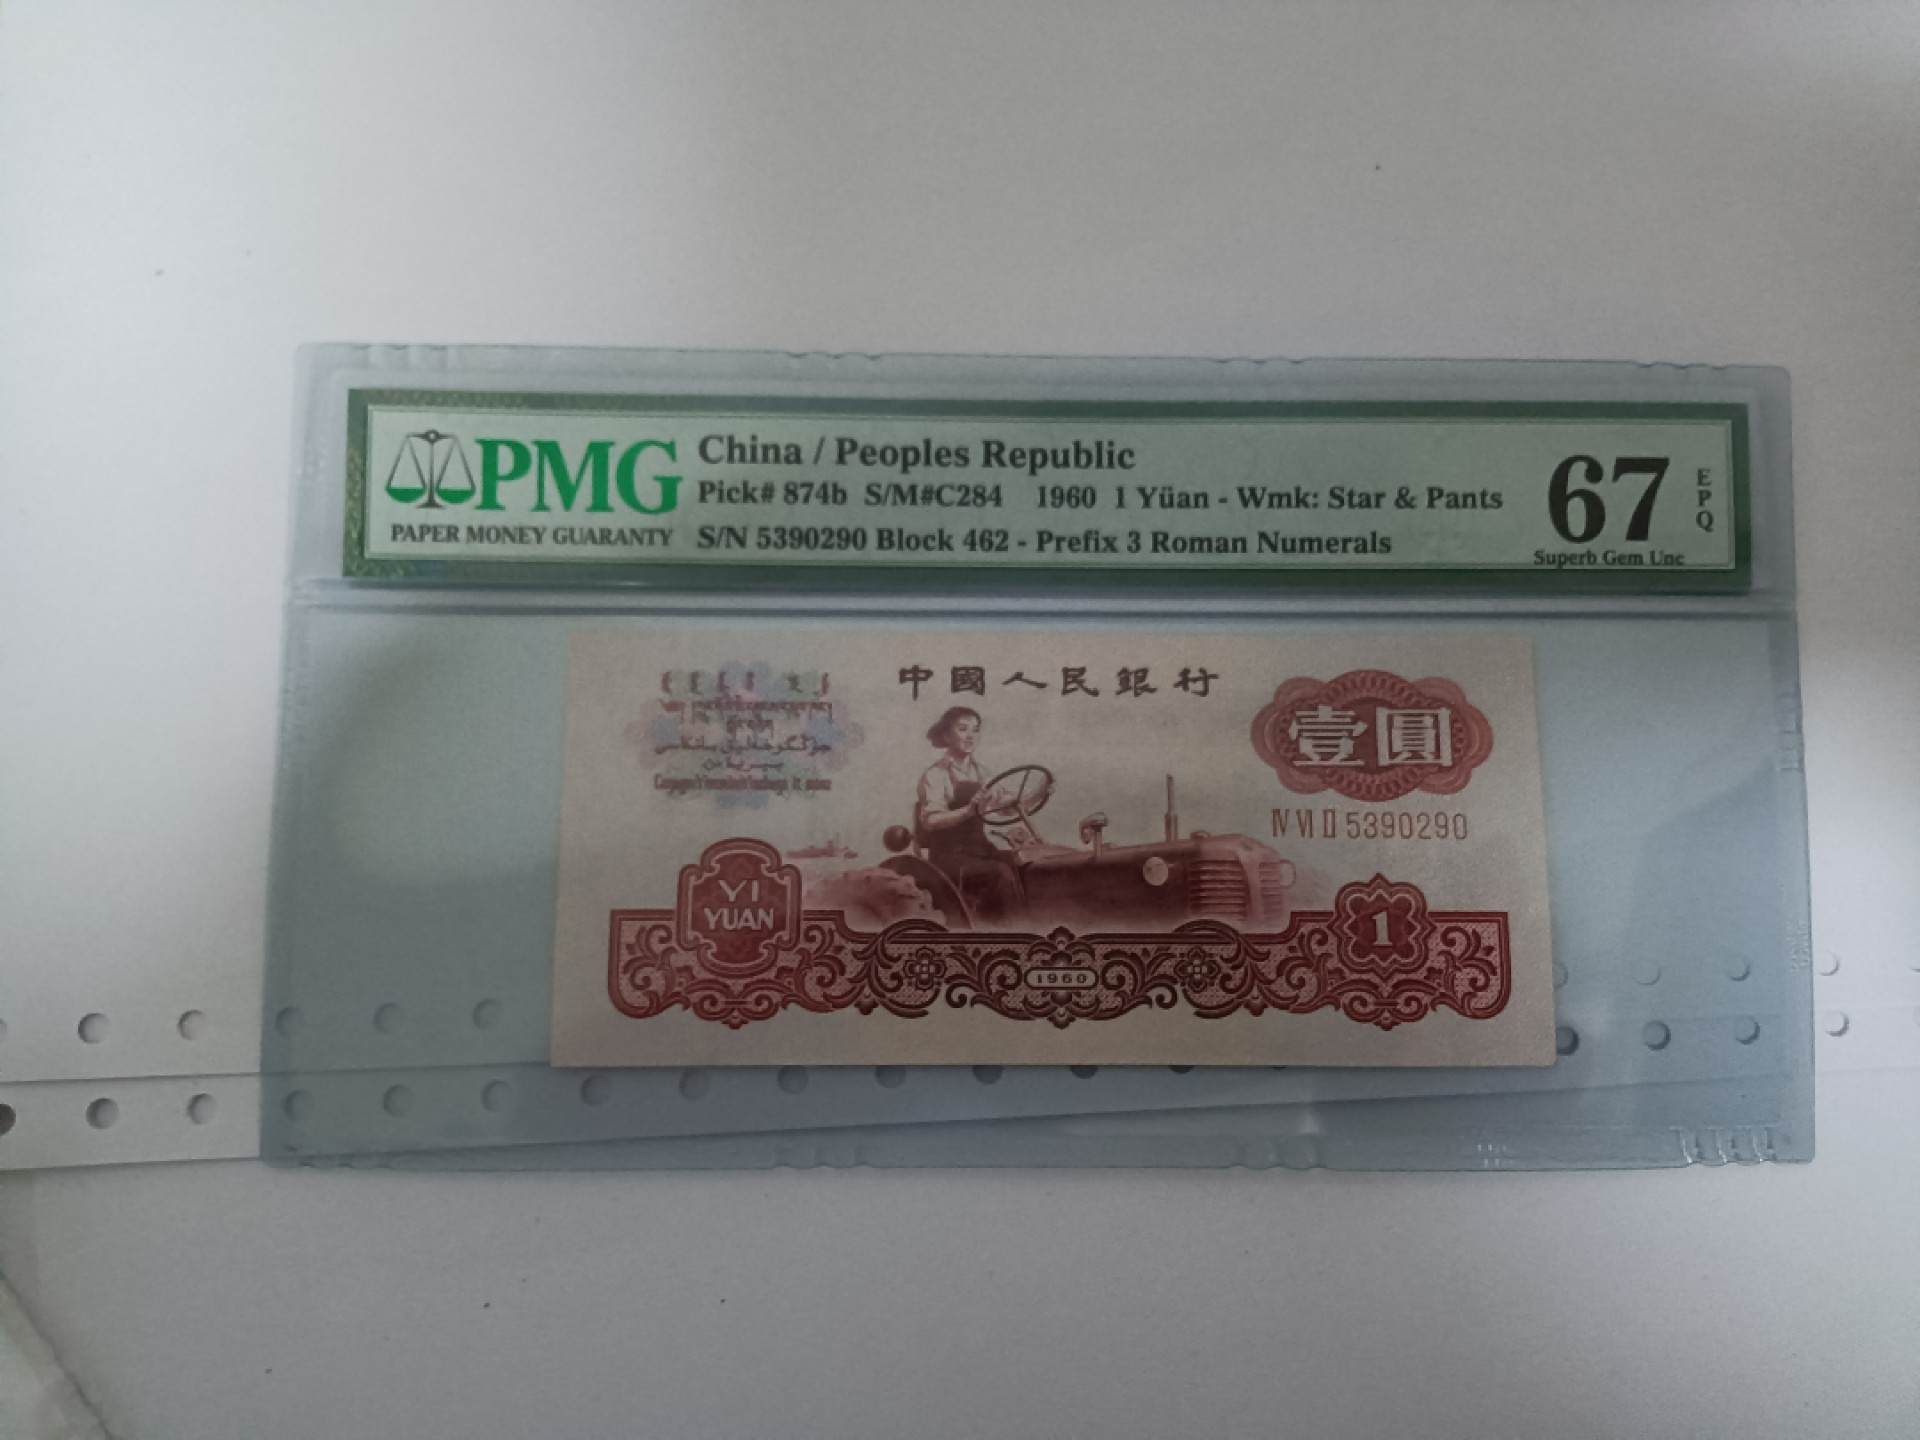 PMG
PAPER MONEY GUARANTY
China / Peoples Republic
Pick# 874b S/M#C284 1960 1 Yüan - Wmk: Star & Pants
S/N 5390290 Block 462 - Prefix 3 Roman Numerals
67
EPQ
Superb Gem Unc
中國人民銀行
壹圓
Ⅳ Ⅵ Ⅱ 5390290
YI
YUAN
1960
1